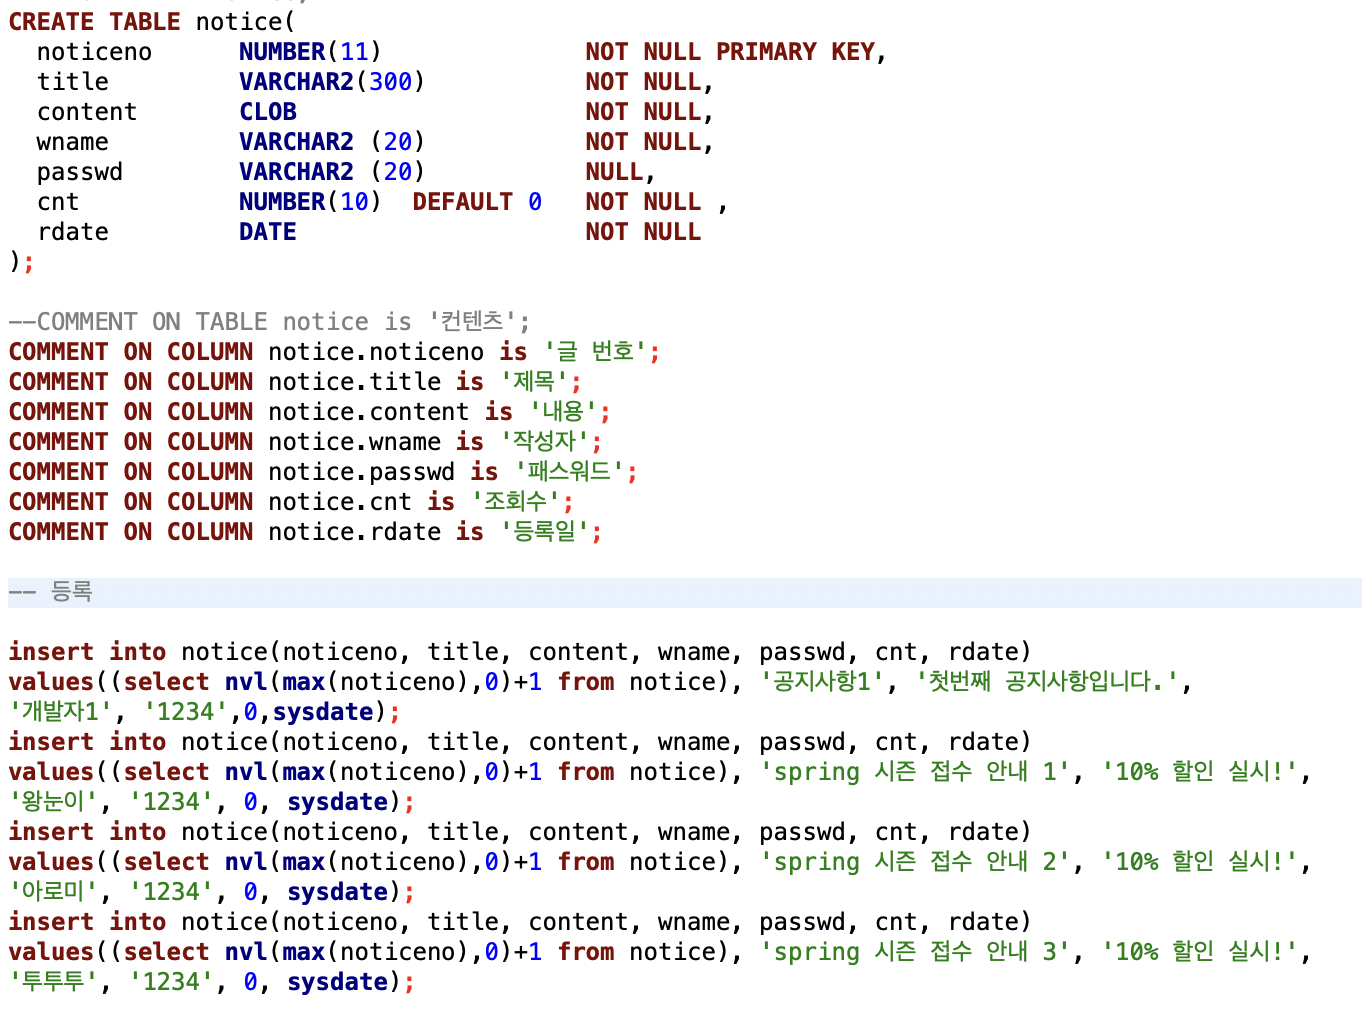 CREATE TABLE notice(
  noticeno      NUMBER(11)              NOT NULL PRIMARY KEY,
  title         VARCHAR2(300)           NOT NULL,
  content       CLOB                    NOT NULL,
  wname         VARCHAR2 (20)           NOT NULL,
  passwd        VARCHAR2 (20)           NULL,
  cnt           NUMBER(10)  DEFAULT 0   NOT NULL ,
  rdate         DATE                    NOT NULL
);
--COMMENT ON TABLE notice is '컨텐츠';
COMMENT ON COLUMN notice.noticeno is '글 번호';
COMMENT ON COLUMN notice.title is '제목';
COMMENT ON COLUMN notice.content is '내용';
COMMENT ON COLUMN notice.wname is '작성자';
COMMENT ON COLUMN notice.passwd is '패스워드';
COMMENT ON COLUMN notice.cnt is '조회수';
COMMENT ON COLUMN notice.rdate is '등록일';
-- 등록
insert into notice(noticeno, title, content, wname, passwd, cnt, rdate)
values((select nvl(max(noticeno),0)+1 from notice), '공지사항1', '첫번째 공지사항입니다.',
'개발자1', '1234',0,sysdate);
insert into notice(noticeno, title, content, wname, passwd, cnt, rdate)
values((select nvl(max(noticeno),0)+1 from notice), 'spring 시즌 접수 안내 1', '10% 할인 실시!',
'왕눈이', '1234', 0, sysdate);
insert into notice(noticeno, title, content, wname, passwd, cnt, rdate)
values((select nvl(max(noticeno),0)+1 from notice), 'spring 시즌 접수 안내 2', '10% 할인 실시!',
'아로미', '1234', 0, sysdate);
insert into notice(noticeno, title, content, wname, passwd, cnt, rdate)
values((select nvl(max(noticeno),0)+1 from notice), 'spring 시즌 접수 안내 3', '10% 할인 실시!',
'투투투', '1234', 0, sysdate);